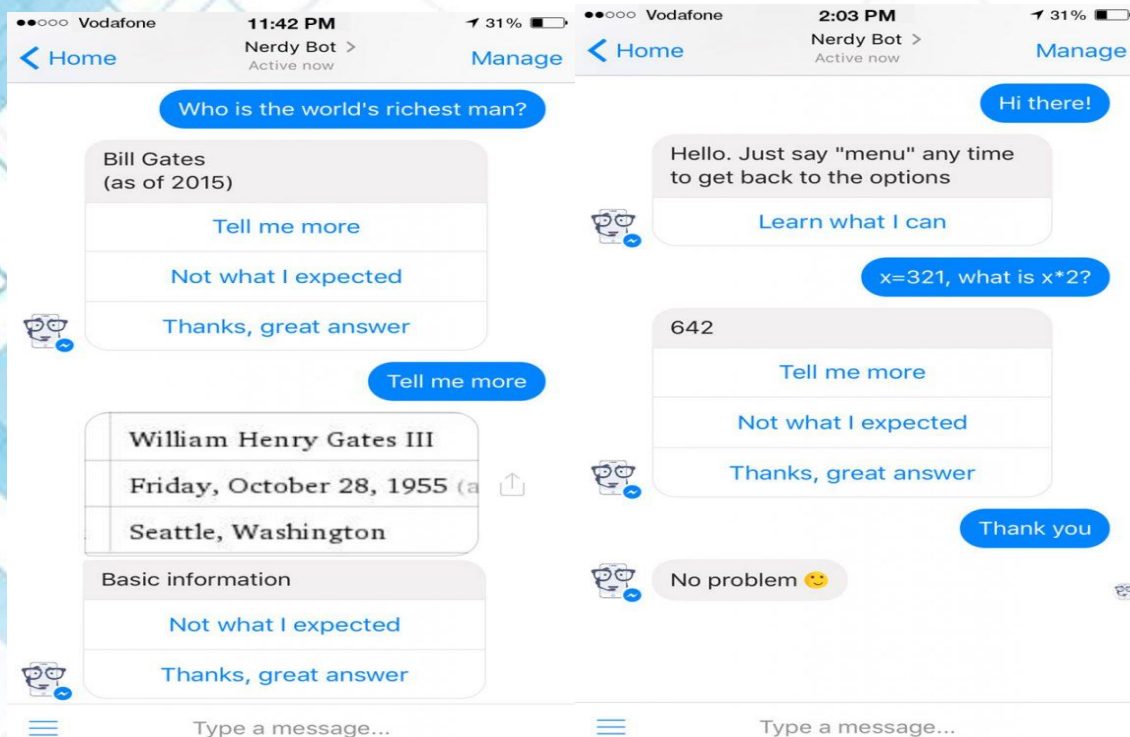 Vodafone
11:42 PM
31%
Home
Nerdy Bot >
Active now
Manage
Who is the world's richest man?
Bill Gates
(as of 2015)
Tell me more
Not what I expected
Thanks, great answer
Tell me more
William Henry Gates III
Friday, October 28, 1955 (a
Seattle, Washington
Basic information
Not what I expected
Thanks, great answer
Type a message...
Vodafone
2:03 PM
31%
Home
Nerdy Bot >
Active now
Manage
Hi there!
Hello. Just say "menu" any time
to get back to the options
Learn what I can
x=321, what is x*2?
642
Tell me more
Not what I expected
Thanks, great answer
Thank you
No problem 🙂
Type a message...